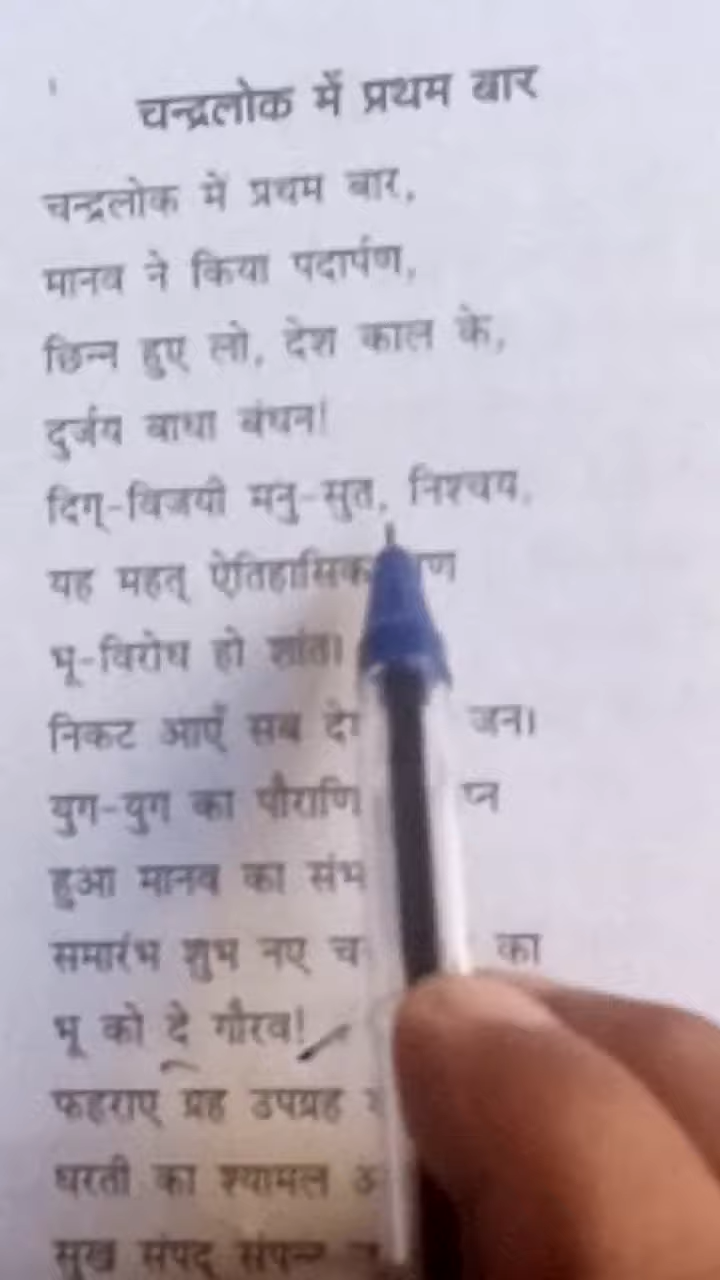 चन्द्रलोक में प्रथम बार
चन्द्रलोक में प्रथम बार,
मानव ने किया पदार्पण,
छिन्न हुए लो, देश काल के,
दुर्जय बाधा बंधन!
दिग्-विजयी मनु-सुत, निश्चय,
यह महत् ऐतिहासिक
भू-विरोध हो शांत।
निकट आएँ सब जन।
युग-युग का
हुआ मानव का
समारंभ शुभ नए का
भू को दे गौरव!
फहराए ग्रह उपग्रह
धरती का श्यामल
सुख संपद् संपन्न